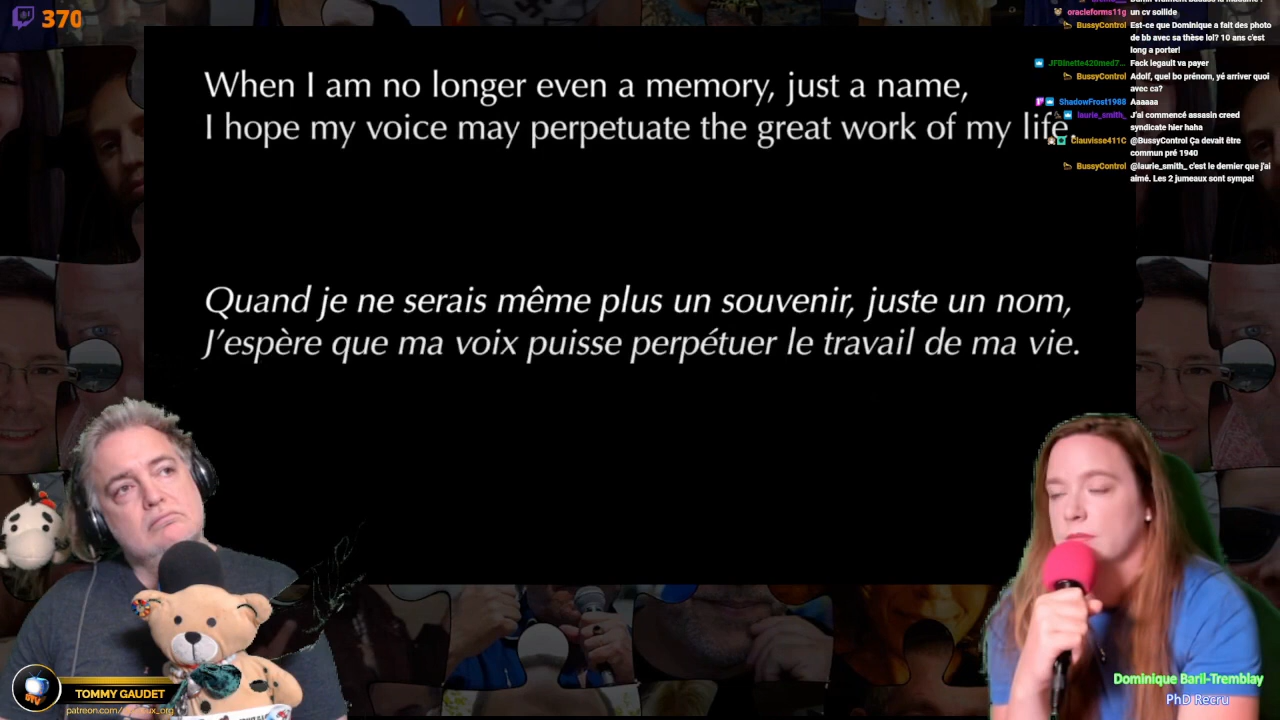 370
When I am no longer even a memory, just a name,
I hope my voice may perpetuate the great work of my life.
Quand je ne serais même plus un souvenir, juste un nom,
J'espère que ma voix puisse perpétuer le travail de ma vie.
oracleforms11g un cv soilide
BussyControl Est-ce que Dominique a fait des photo
de bb avec sa thèse lol? 10 ans c'est
long a porter!
JFBinette420med7... Fack legault va payer
BussyControl Adolf, quel bo prénom, yé arriver quoi
avec ca?
ShadowFrost1988 Aaaaaa
laurie_smith_ J'ai commencé assasin creed
syndicate hier haha
Clauvisse411C @BussyControl Ça devait être
commun pré 1940
BussyControl @laurie_smith_ c'est le dernier que j'ai
aimé. Les 2 jumeaux sont sympa!
TOMMY GAUDET
Dominique Baril-Tremblay
PhD Recru